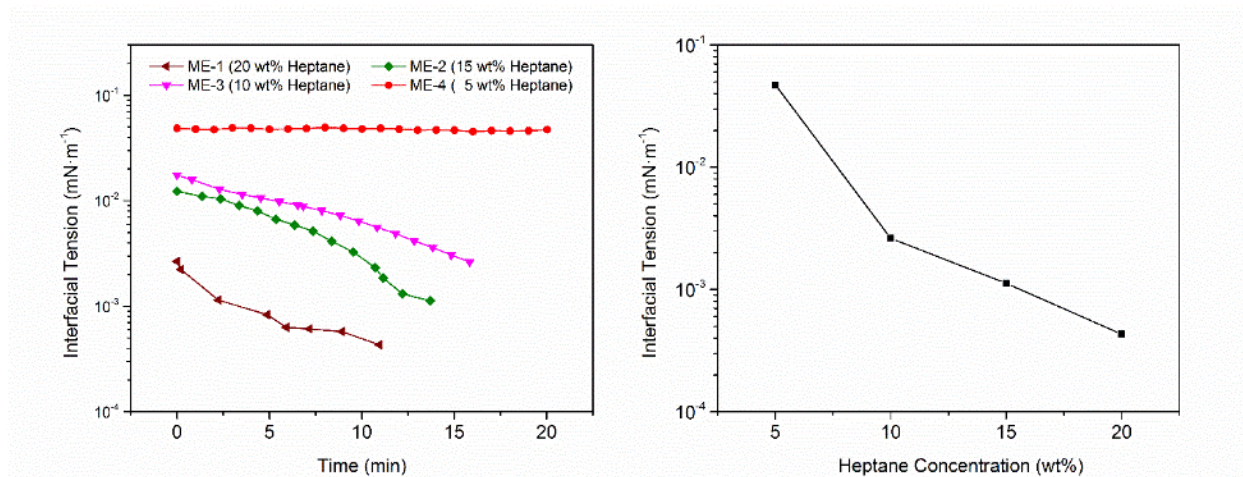 10⁻¹
10⁻²
10⁻³
10⁻⁴
Interfacial Tension (mN·m⁻¹)
ME-1 (20 wt% Heptane)
ME-2 (15 wt% Heptane)
ME-3 (10 wt% Heptane)
ME-4 ( 5 wt% Heptane)
0 5 10 15 20
Time (min)
10⁻¹
10⁻²
10⁻³
10⁻⁴
Interfacial Tension (mN·m⁻¹)
5 10 15 20
Heptane Concentration (wt%)